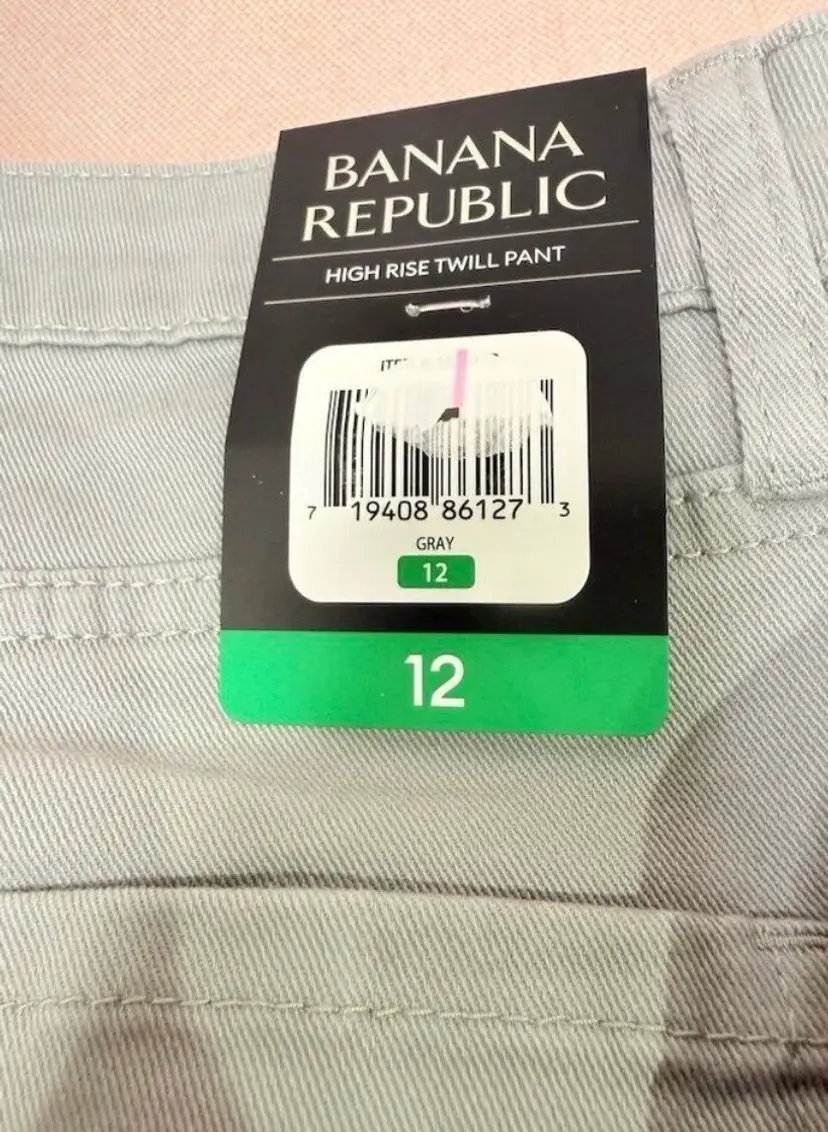 BANANA
REPUBLIC
HIGH RISE TWILL PANT
7 19408 86127 3
GRAY
12
12